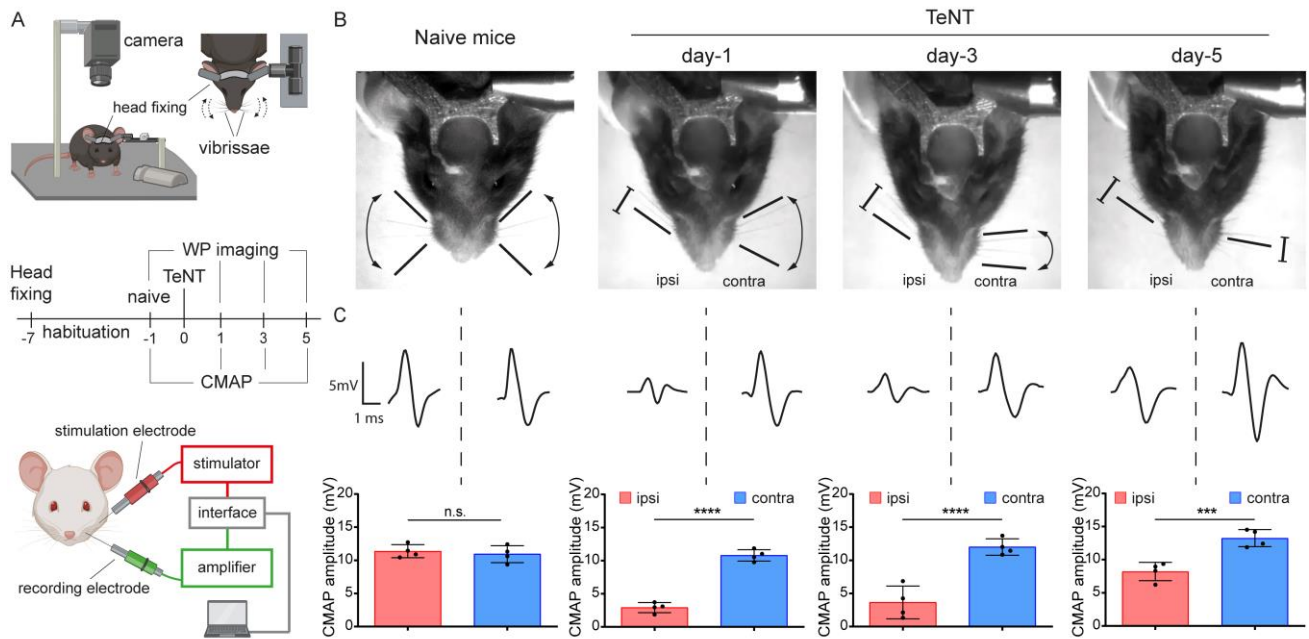 A
camera
head fixing
vibrissae
WP imaging
TeNT
Head
fixing
naive
habituation
-7
-1
0
1
3
5
CMAP
stimulation electrode
stimulator
interface
amplifier
recording electrode
B
TeNT
Naive mice
day-1
day-3
day-5
ipsi
contra
ipsi
contra
ipsi
contra
C
5mV
1 ms
CMAP amplitude (mV)
20
15
10
5
0
n.s.
CMAP amplitude (mV)
20
15
10
5
0
ipsi
contra
****
CMAP amplitude (mV)
20
15
10
5
0
ipsi
contra
****
CMAP amplitude (mV)
20
15
10
5
0
ipsi
contra
***